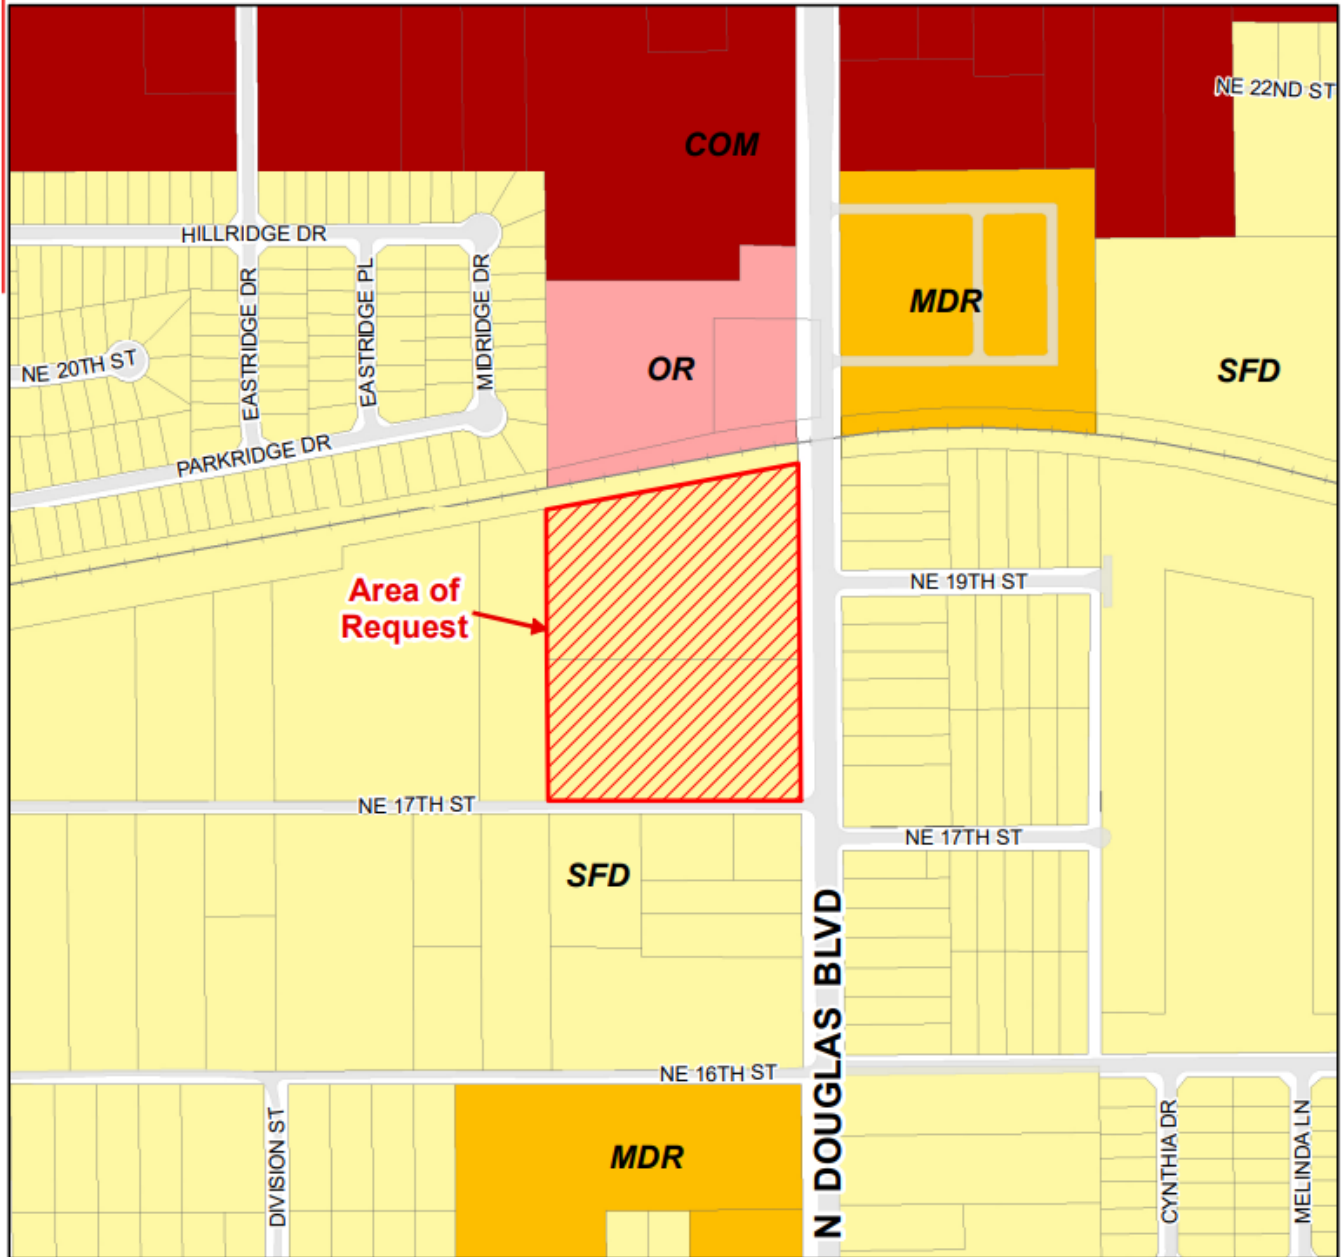 NE 22ND ST
COM
HILLRIDGE DR
EASTRIDGE DR
EASTRIDGE PL
MIDRIDGE DR
MDR
NE 20TH ST
OR
SFD
PARKRIDGE DR
Area of
Request
NE 19TH ST
NE 17TH ST
NE 17TH ST
SFD
N DOUGLAS BLVD
NE 16TH ST
DIVISION ST
MDR
CYNTHIA DR
MELINDA LN